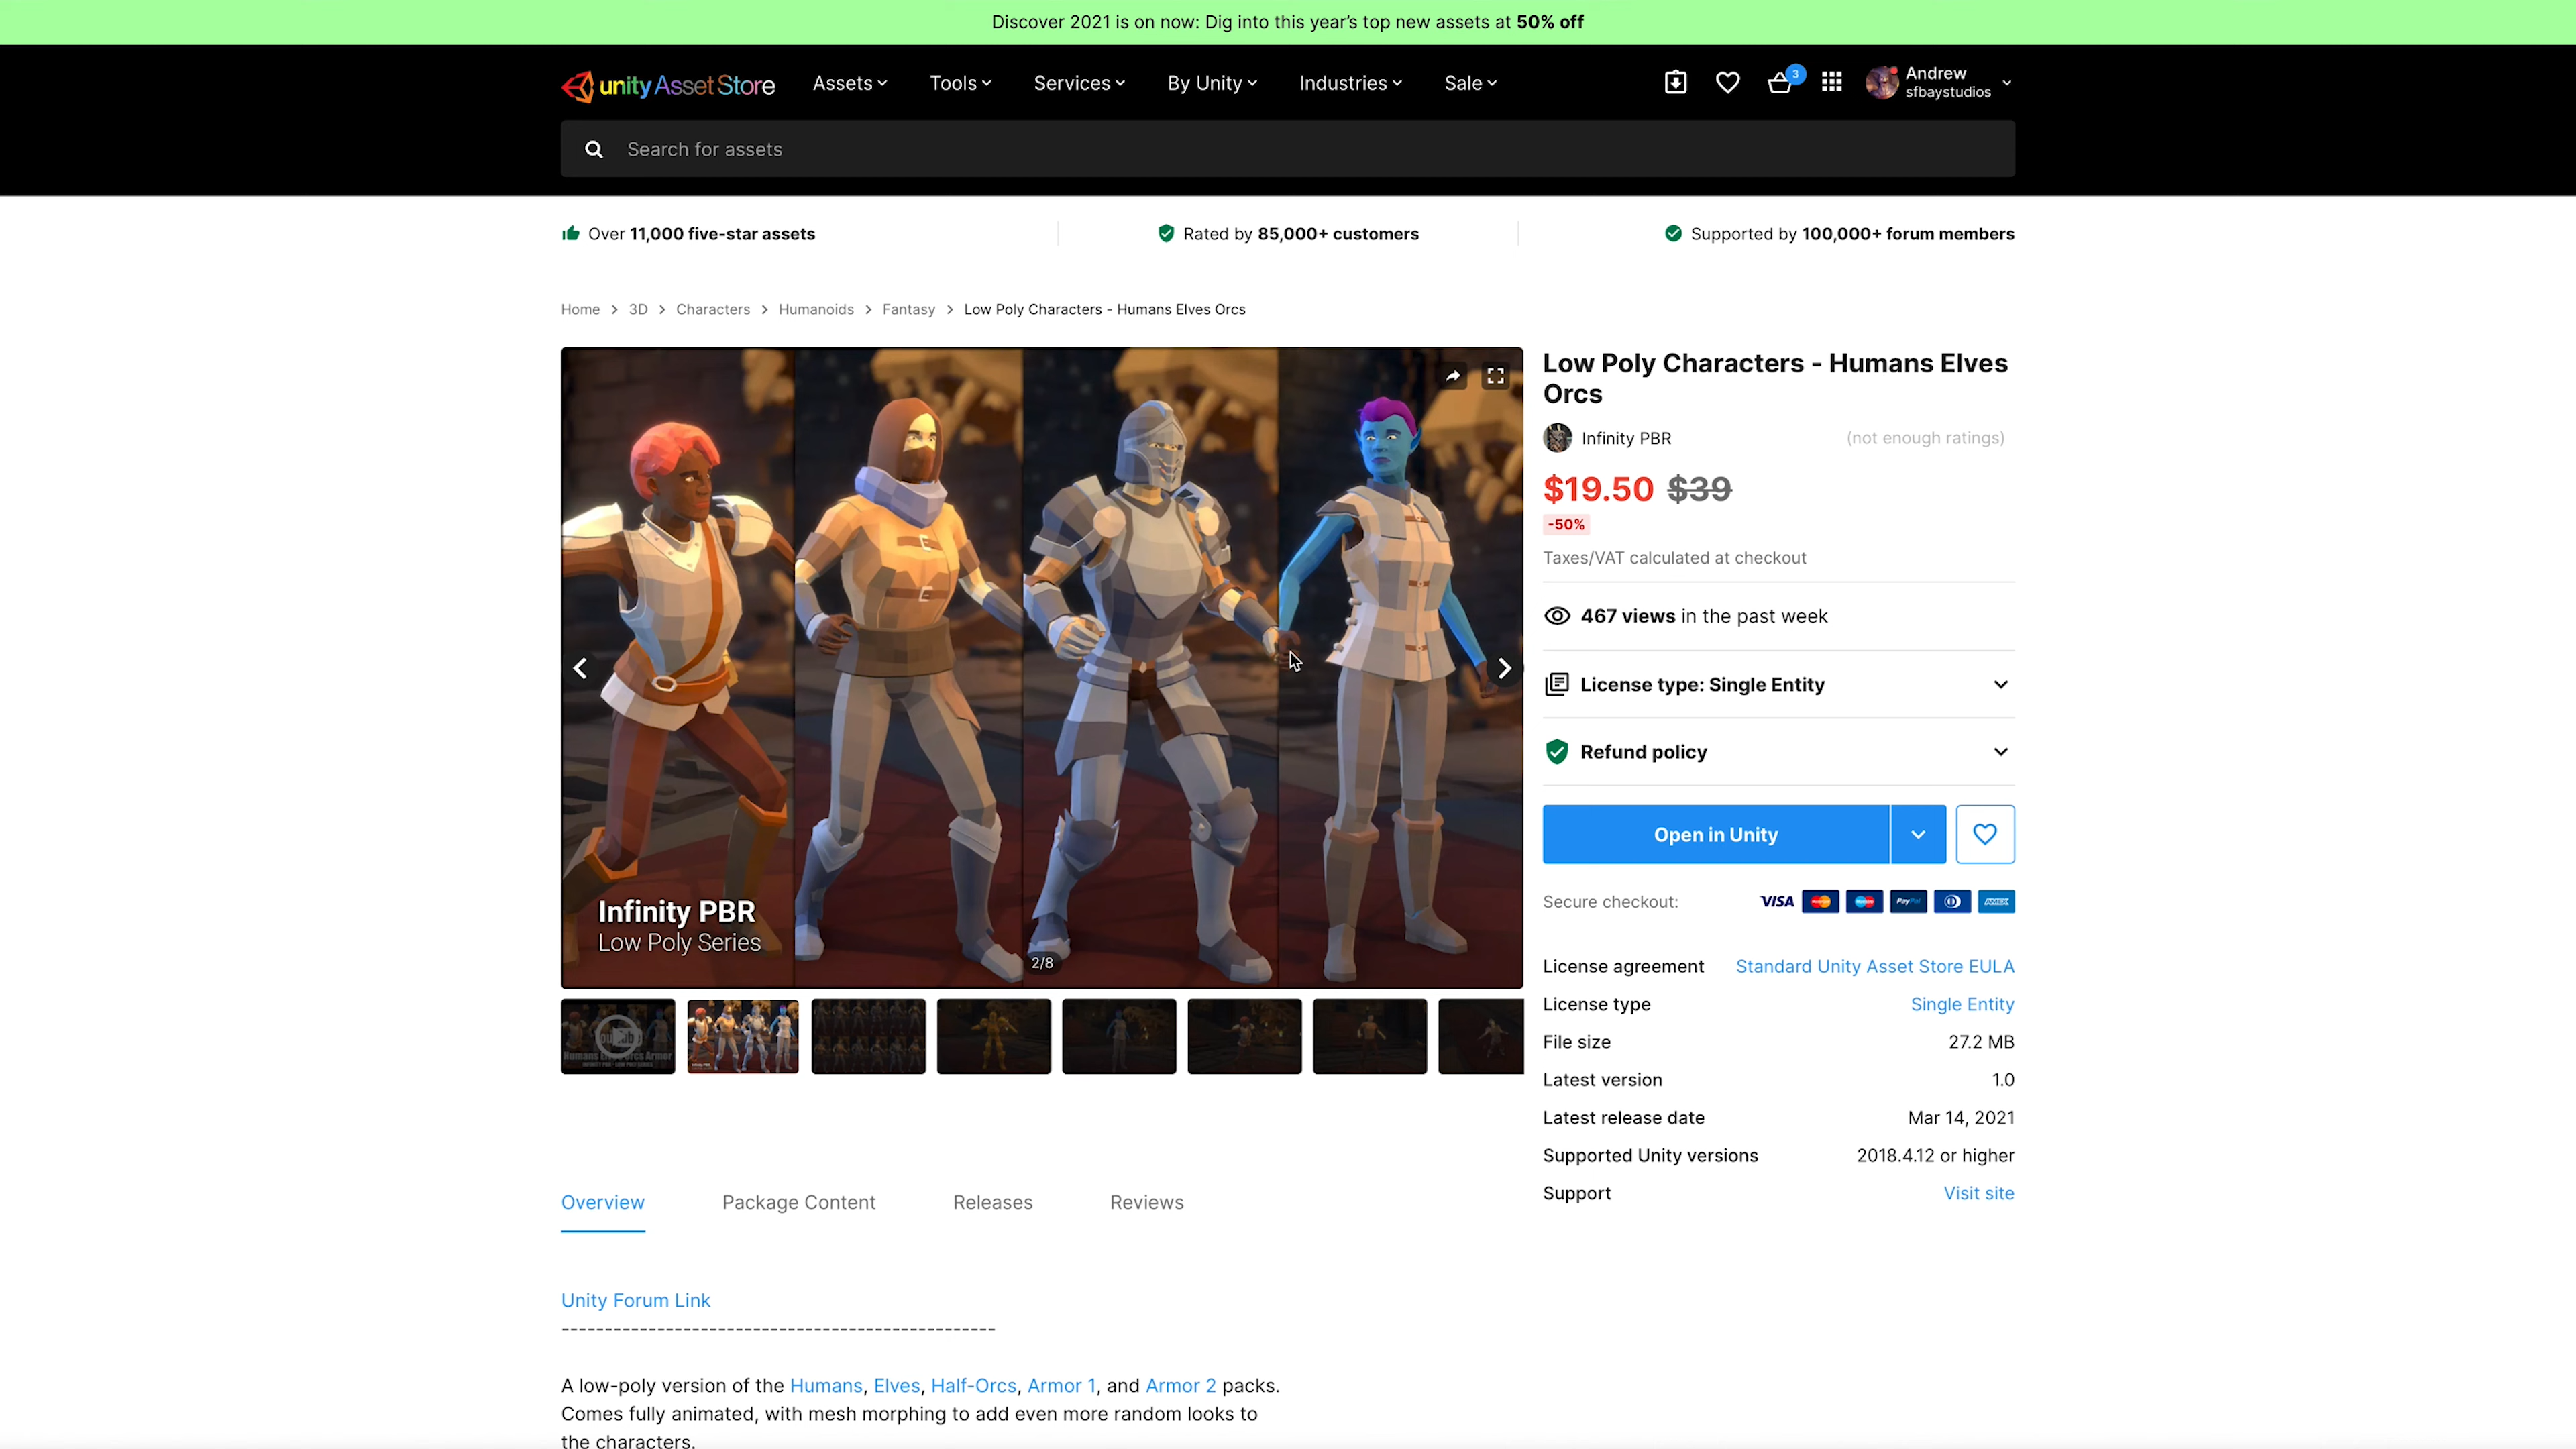 Discover 2021 is on now: Dig into this year's top new assets at 50% off
unity Asset Store
Assets
Tools
Services
By Unity
Industries
Sale
3
Andrew
sfbaystudios
Search for assets
Over 11,000 five-star assets
Rated by 85,000+ customers
Supported by 100,000+ forum members
Home > 3D > Characters > Humanoids > Fantasy > Low Poly Characters - Humans Elves Orcs
Infinity PBR
Low Poly Series
2/8
Low Poly Characters - Humans Elves
Orcs
Infinity PBR
(not enough ratings)
$19.50 $39
-50%
Taxes/VAT calculated at checkout
467 views in the past week
License type: Single Entity
Refund policy
Open in Unity
Secure checkout:
VISA
PayPal
AMEX
License agreement Standard Unity Asset Store EULA
License type Single Entity
File size 27.2 MB
Latest version 1.0
Latest release date Mar 14, 2021
Supported Unity versions 2018.4.12 or higher
Support Visit site
Overview
Package Content
Releases
Reviews
Unity Forum Link
--------------------------------------------------
A low-poly version of the Humans, Elves, Half-Orcs, Armor 1, and Armor 2 packs.
Comes fully animated, with mesh morphing to add even more random looks to
the characters.